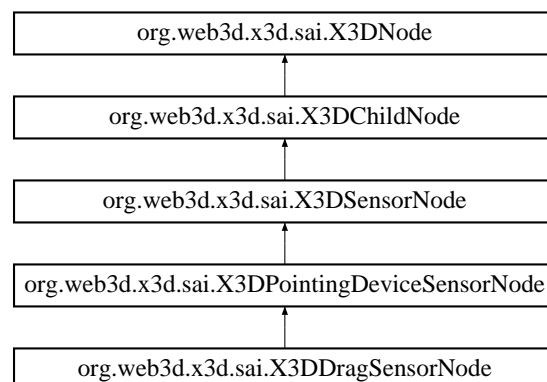 org.web3d.x3d.sai.X3DNode
org.web3d.x3d.sai.X3DChildNode
org.web3d.x3d.sai.X3DSensorNode
org.web3d.x3d.sai.X3DPointingDeviceSensorNode
org.web3d.x3d.sai.X3DDragSensorNode